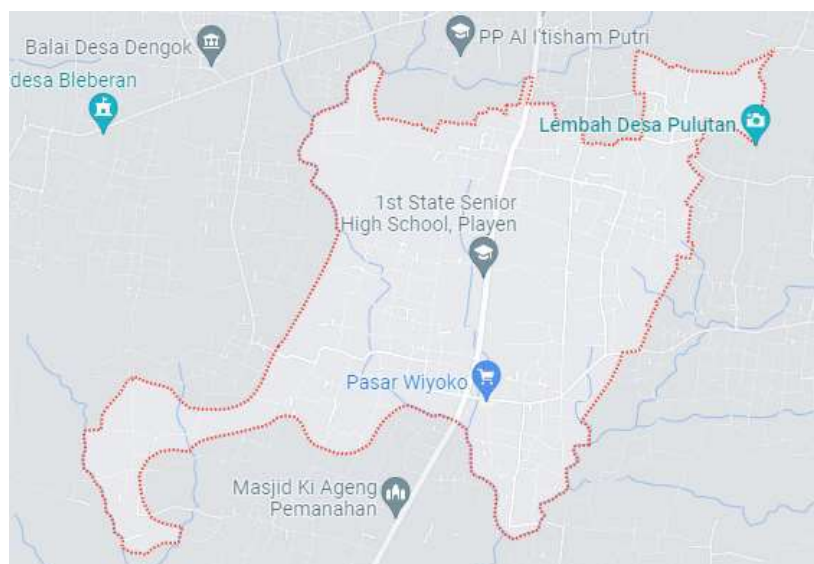 PP Al I'tisham Putri
Balai Desa Dengok
desa Bleberan
Lembah Desa Pulutan
1st State Senior
High School, Playen
Pasar Wiyoko
Masjid Ki Ageng
Pemanahan